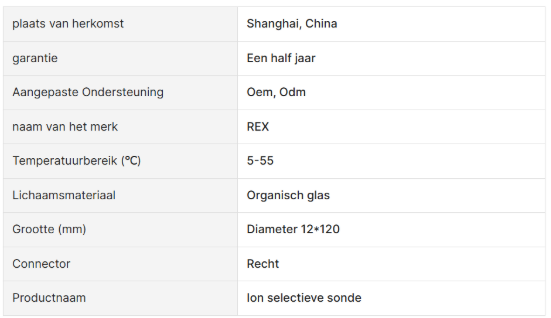 plaats van herkomst Shanghai, China
garantie Een half jaar
Aangepaste Ondersteuning Oem, Odm
naam van het merk REX
Temperatuurbereik (℃) 5-55
Lichaamsmateriaal Organisch glas
Grootte (mm) Diameter 12*120
Connector Recht
Productnaam Ion selectieve sonde